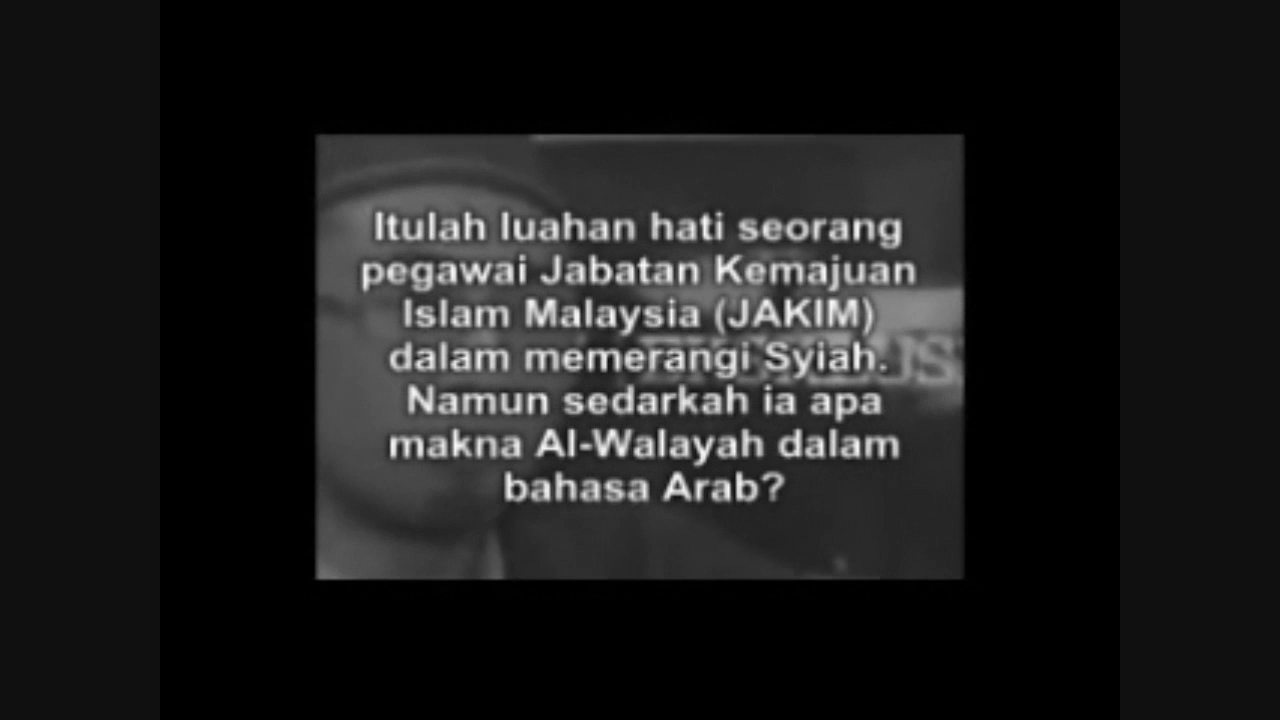 Itulah luahan hati seorang
pegawai Jabatan Kemajuan
Islam Malaysia (JAKIM)
dalam memerangi Syiah.
Namun sedarkah ia apa
makna Al-Walayah dalam
bahasa Arab?